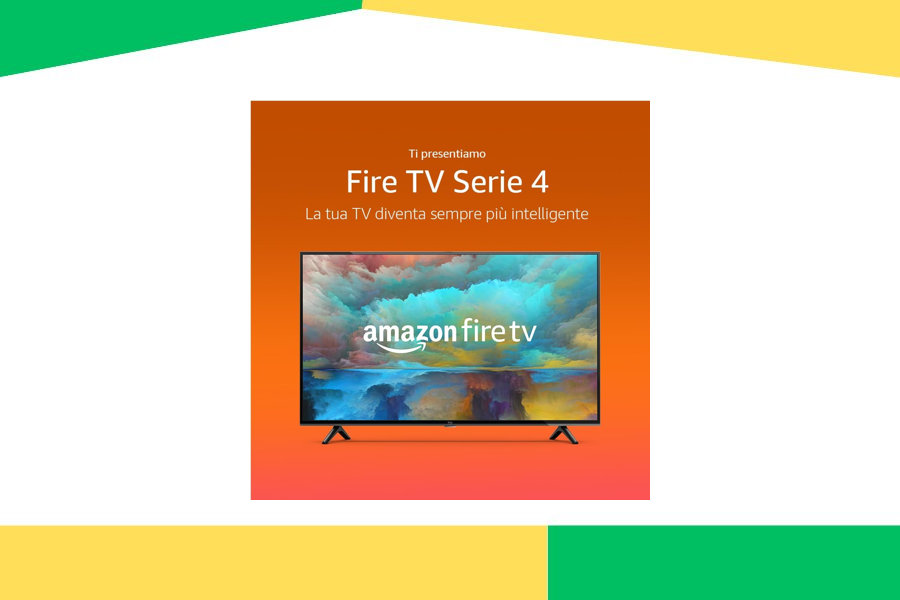 Ti presentiamo
Fire TV Serie 4
La tua TV diventa sempre più intelligente
amazon fire tv